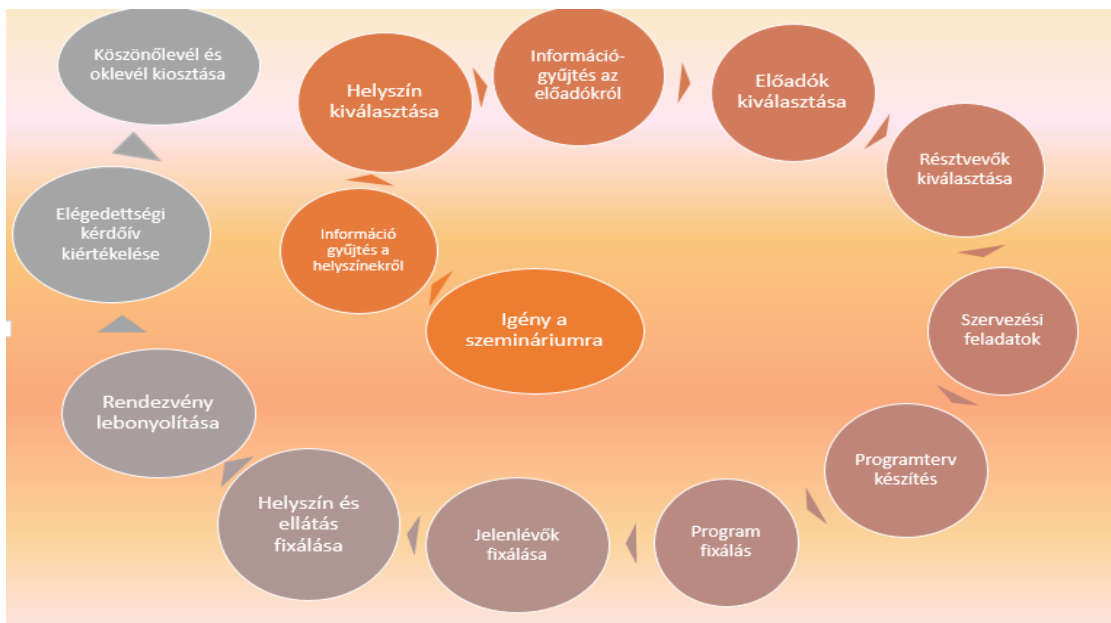 Igény a
szemináriumra
Információ
gyűjtés a
helyszínekről
Helyszín
kiválasztása
Információ-
gyűjtés az
előadókról
Előadók
kiválasztása
Résztvevők
kiválasztása
Szervezési
feladatok
Programterv
készítés
Program
fixálás
Jelenlévők
fixálása
Helyszín és
ellátás
fixálása
Rendezvény
lebonyolítása
Elégedettségi
kérdőív
kiértékelése
Köszönőlevél és
oklevél kiosztása